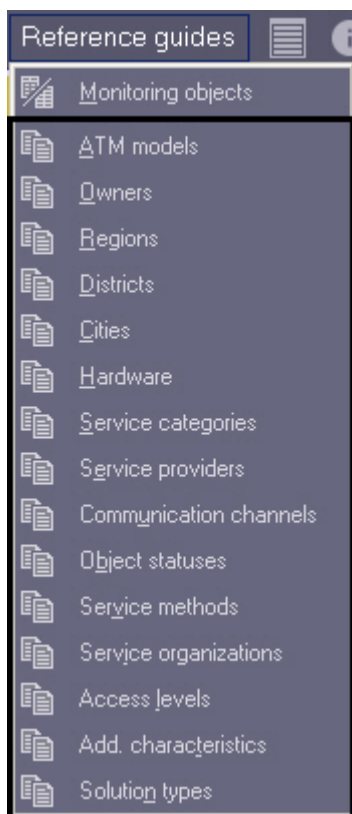 Reference guides
Monitoring objects
ATM models
Owners
Regions
Districts
Cities
Hardware
Service categories
Service providers
Communication channels
Object statuses
Service methods
Service organizations
Access levels
Add. characteristics
Solution types